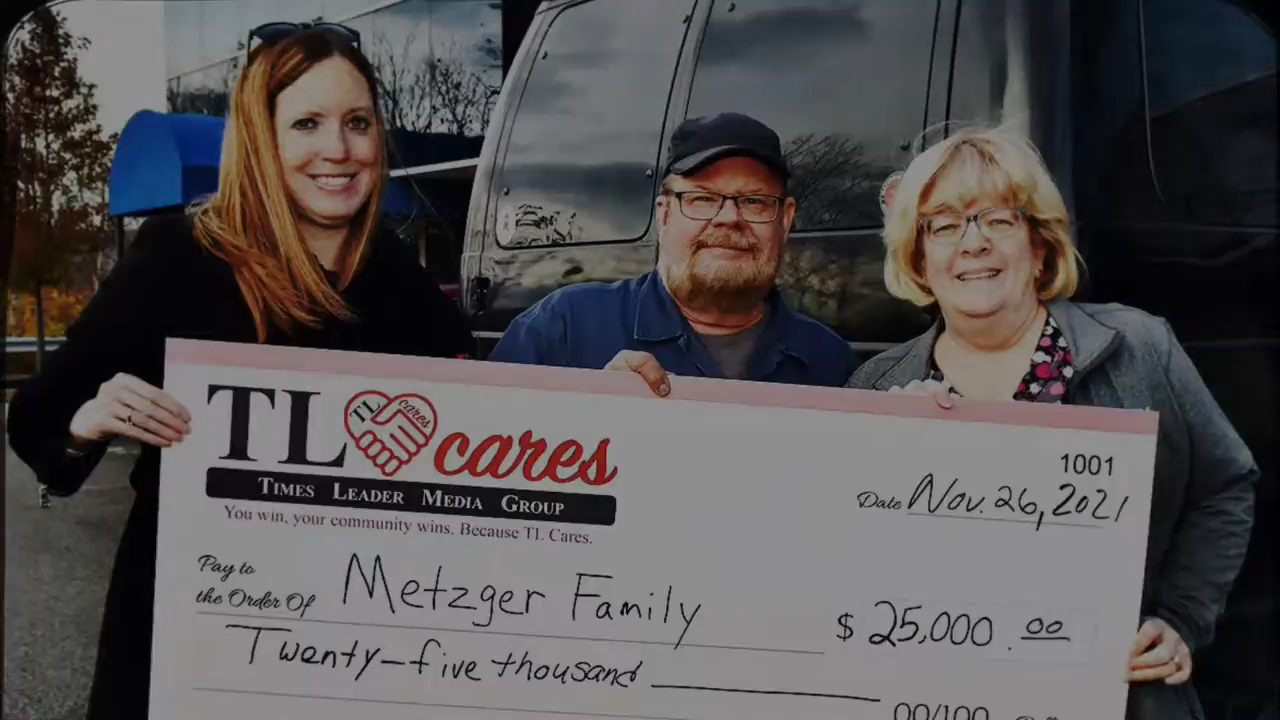 TL TL cares cares
TIMES LEADER MEDIA GROUP
You win, your community wins. Because TL Cares.
1001
Date Nov. 26, 2021
Pay to
the Order Of Metzger Family $ 25,000.00
Twenty-five thousand
00/100